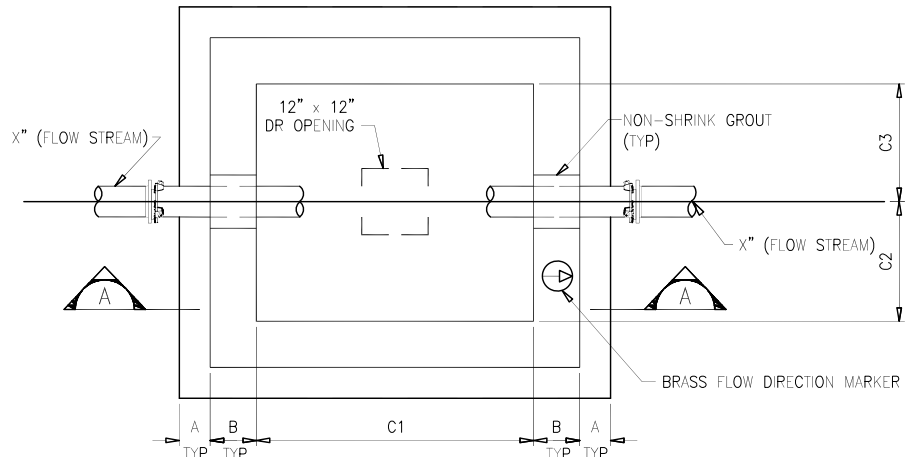 12" x 12"
DR OPENING
NON-SHRINK GROUT
(TYP)
X" (FLOW STREAM)
C3
X" (FLOW STREAM)
C2
A
A
BRASS FLOW DIRECTION MARKER
A B C1 B A
TYP TYP TYP TYP